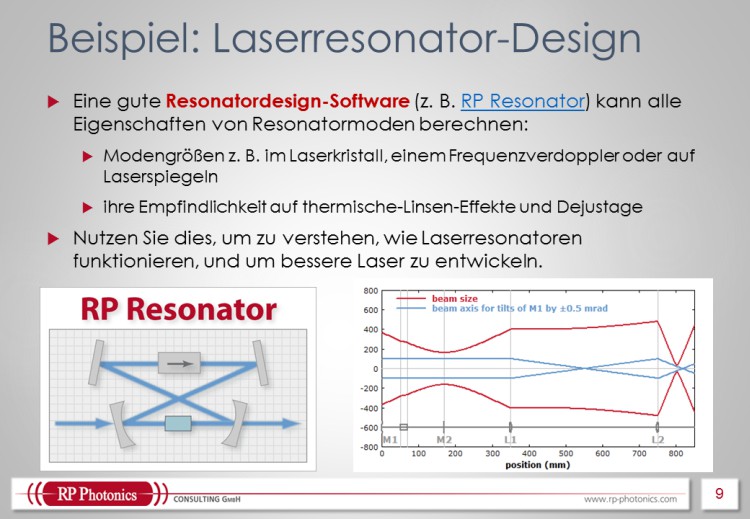 Beispiel: Laserresonator-Design
Eine gute Resonatordesign-Software (z. B. RP Resonator) kann alle
Eigenschaften von Resonatormoden berechnen:
Modengrößen z. B. im Laserkristall, einem Frequenzverdoppler oder auf
Laserspiegeln
ihre Empfindlichkeit auf thermische-Linsen-Effekte und Dejustage
Nutzen Sie dies, um zu verstehen, wie Laserresonatoren
funktionieren, und um bessere Laser zu entwickeln.
RP Resonator
800
600
400
200
0
-200
-400
-600
-800
beam size
beam axis for tilts of M1 by ±0.5 mrad
M1 M2 L1 L2
0 100 200 300 400 500 600 700 800
position (mm)
RP Photonics CONSULTING GmbH
www.rp-photonics.com
9